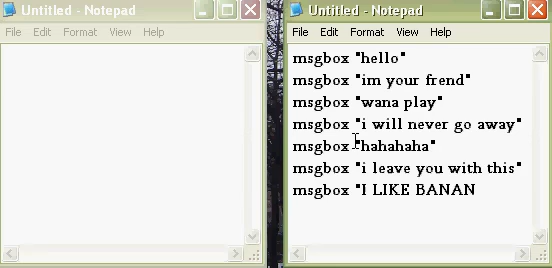 Untitled - Notepad
File Edit Format View Help
Untitled - Notepad
File Edit Format View Help
msgbox "hello"
msgbox "im your frend"
msgbox "wana play"
msgbox "i will never go away"
msgbox "hahahaha"
msgbox "i leave you with this"
msgbox "I LIKE BANAN